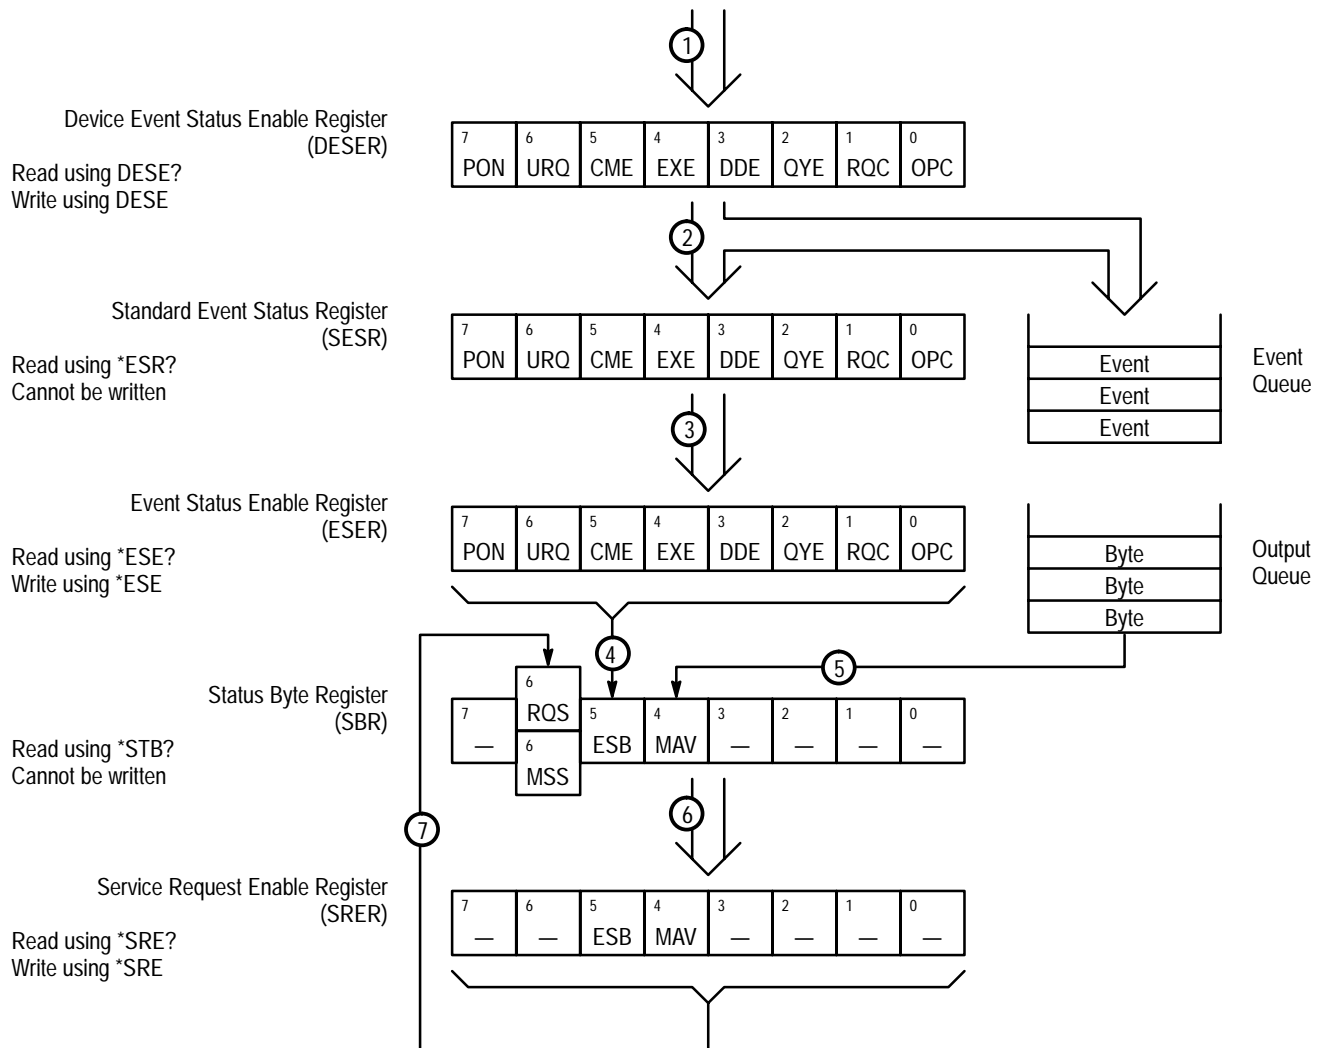 1
Device Event Status Enable Register
(DESER)
Read using DESE?
Write using DESE
7 6 5 4 3 2 1 0
PON URQ CME EXE DDE QYE RQC OPC
2
Standard Event Status Register
(SESR)
Read using *ESR?
Cannot be written
7 6 5 4 3 2 1 0
PON URQ CME EXE DDE QYE RQC OPC
Event
Event
Event
Event
Queue
3
Event Status Enable Register
(ESER)
Read using *ESE?
Write using *ESE
7 6 5 4 3 2 1 0
PON URQ CME EXE DDE QYE RQC OPC
Byte
Byte
Byte
Output
Queue
4
5
Status Byte Register
(SBR)
Read using *STB?
Cannot be written
6
RQS
7 5 4 3 2 1 0
— ESB MAV — — — —
6
MSS
6
7
Service Request Enable Register
(SRER)
Read using *SRE?
Write using *SRE
7 6 5 4 3 2 1 0
— — ESB MAV — — — —